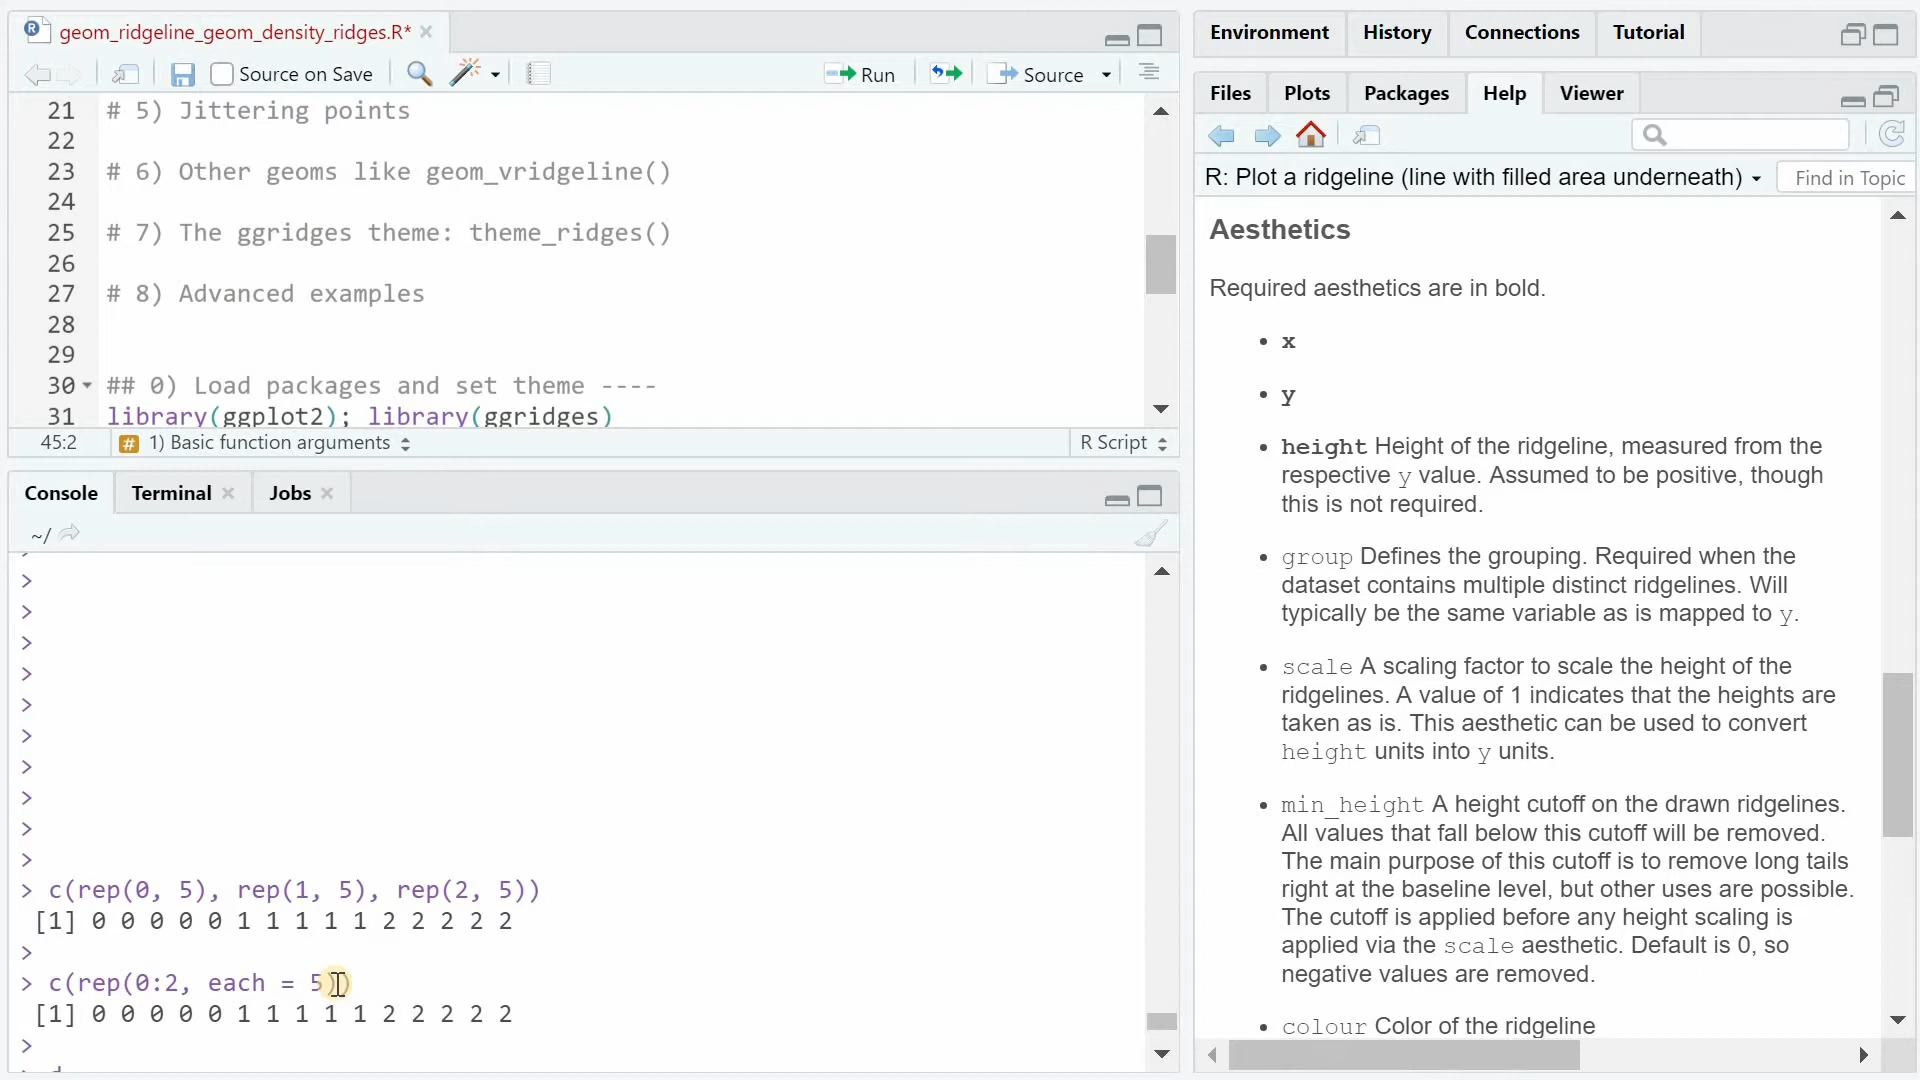 geom_ridgeline_geom_density_ridges.R*
Source on Save
Run
Source
21 # 5) Jittering points
22
23 # 6) Other geoms like geom_vridgeline()
24
25 # 7) The ggridges theme: theme_ridges()
26
27 # 8) Advanced examples
28
29
30 ## 0) Load packages and set theme ----
31 library(ggplot2); library(ggridges)
45:2 # 1) Basic function arguments R Script
Console Terminal Jobs
~/
>
>
>
>
>
>
>
>
>
>
> c(rep(0, 5), rep(1, 5), rep(2, 5))
[1] 0 0 0 0 0 1 1 1 1 1 2 2 2 2 2
>
> c(rep(0:2, each = 5))
[1] 0 0 0 0 0 1 1 1 1 1 2 2 2 2 2
>
Environment History Connections Tutorial
Files Plots Packages Help Viewer
R: Plot a ridgeline (line with filled area underneath) Find in Topic
Aesthetics
Required aesthetics are in bold.
• x
• y
• height Height of the ridgeline, measured from the
respective y value. Assumed to be positive, though
this is not required.
• group Defines the grouping. Required when the
dataset contains multiple distinct ridgelines. Will
typically be the same variable as is mapped to y.
• scale A scaling factor to scale the height of the
ridgelines. A value of 1 indicates that the heights are
taken as is. This aesthetic can be used to convert
height units into y units.
• min_height A height cutoff on the drawn ridgelines.
All values that fall below this cutoff will be removed.
The main purpose of this cutoff is to remove long tails
right at the baseline level, but other uses are possible.
The cutoff is applied before any height scaling is
applied via the scale aesthetic. Default is 0, so
negative values are removed.
• colour Color of the ridgeline